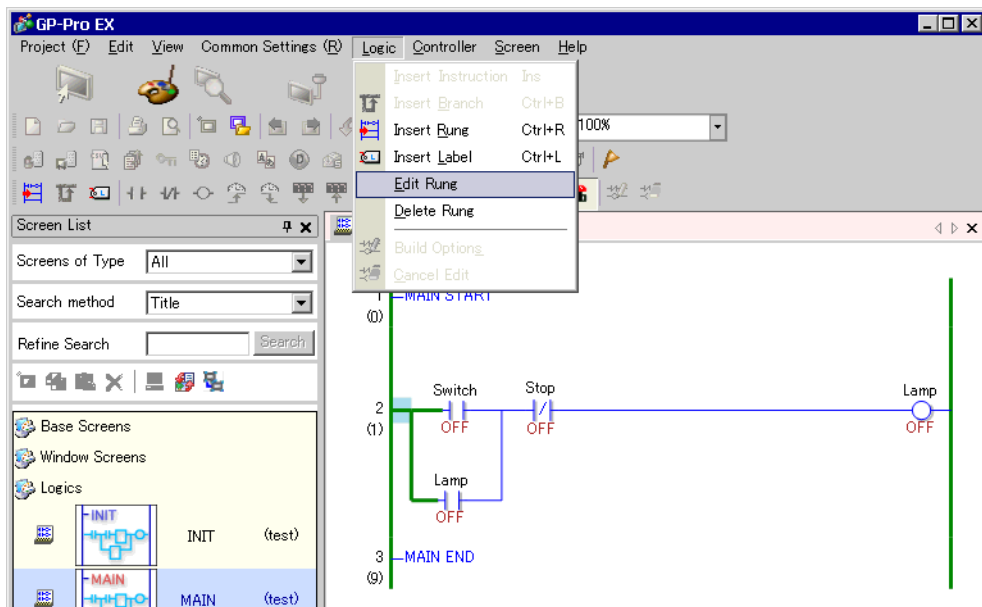 GP-Pro EX
Project (F) Edit View Common Settings (R) Logic Controller Screen Help
Insert Instruction Ins
Insert Branch Ctrl+B
Insert Rung Ctrl+R
100%
Insert Label Ctrl+L
Edit Rung
Delete Rung
Build Options
Cancel Edit
Screen List
Screens of Type All
Search method Title
Refine Search Search
Base Screens
Window Screens
Logics
INIT
INIT (test)
MAIN
MAIN (test)
1 MAIN START
(0)
Switch Stop Lamp
2
(1) OFF OFF OFF
Lamp
OFF
3 MAIN END
(9)